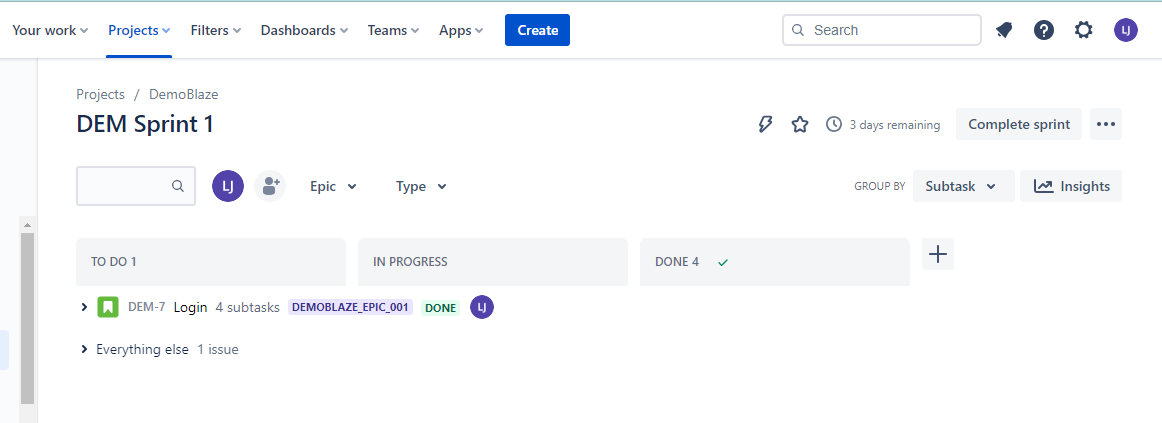 Your work Projects Filters Dashboards Teams Apps Create Search LJ
Projects / DemoBlaze
DEM Sprint 1 3 days remaining Complete sprint
LJ Epic Type GROUP BY Subtask Insights
TO DO 1 IN PROGRESS DONE 4
DEM-7 Login 4 subtasks DEMOBLAZE_EPIC_001 DONE LJ
Everything else 1 issue